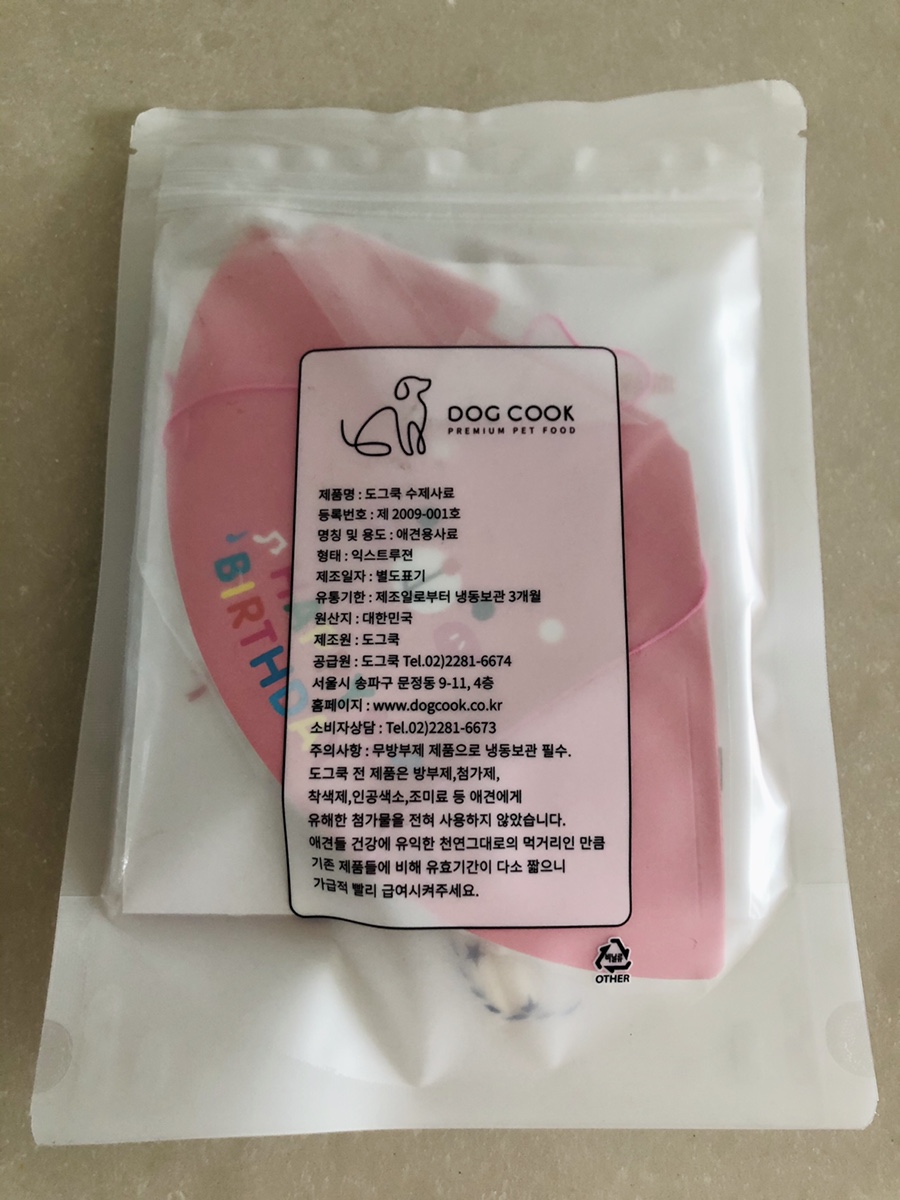 DOG COOK
PREMIUM PET FOOD
제품명 : 도그쿡 수제사료
등록번호 : 제 2009-001호
명칭 및 용도 : 애견용사료
형태 : 익스트루젼
제조일자 : 별도표기
유통기한 : 제조일로부터 냉동보관 3개월
원산지 : 대한민국
제조원 : 도그쿡
공급원 : 도그쿡 Tel.02)2281-6674
서울시 송파구 문정동 9-11, 4층
홈페이지 : www.dogcook.co.kr
소비자상담 : Tel.02)2281-6673
주의사항 : 무방부제 제품으로 냉동보관 필수.
도그쿡 전 제품은 방부제,첨가제,
착색제,인공색소,조미료 등 애견에게
유해한 첨가물을 전혀 사용하지 않았습니다.
애견들 건강에 유익한 천연그대로의 먹거리인 만큼
기존 제품들에 비해 유효기간이 다소 짧으니
가급적 빨리 급여시켜주세요.
OTHER